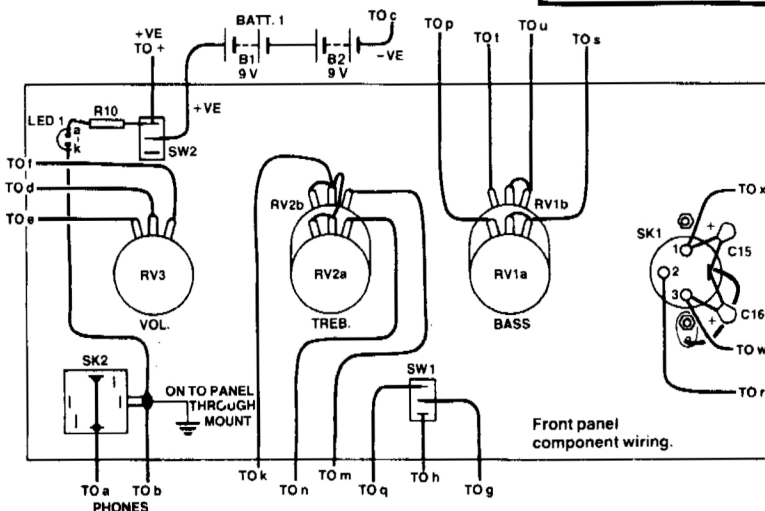 BATT. 1
TO c
+VE
TO +
B1
9 V
B2
9 V
-VE
TO p
TO t
TO u
TO s
LED 1
a
k
R10
+VE
SW2
TO f
TO d
TO e
RV3
VOL.
RV2b
RV2a
TREB.
RV1b
RV1a
BASS
SK1
1
2
3
+
C15
+
C16
TO x
TO w
TO r
SK2
ON TO PANEL
THROUGH
MOUNT
SW1
Front panel
component wiring.
TO a
TO b
PHONES
TO k
TO n
TO m
TO q
TO h
TO g